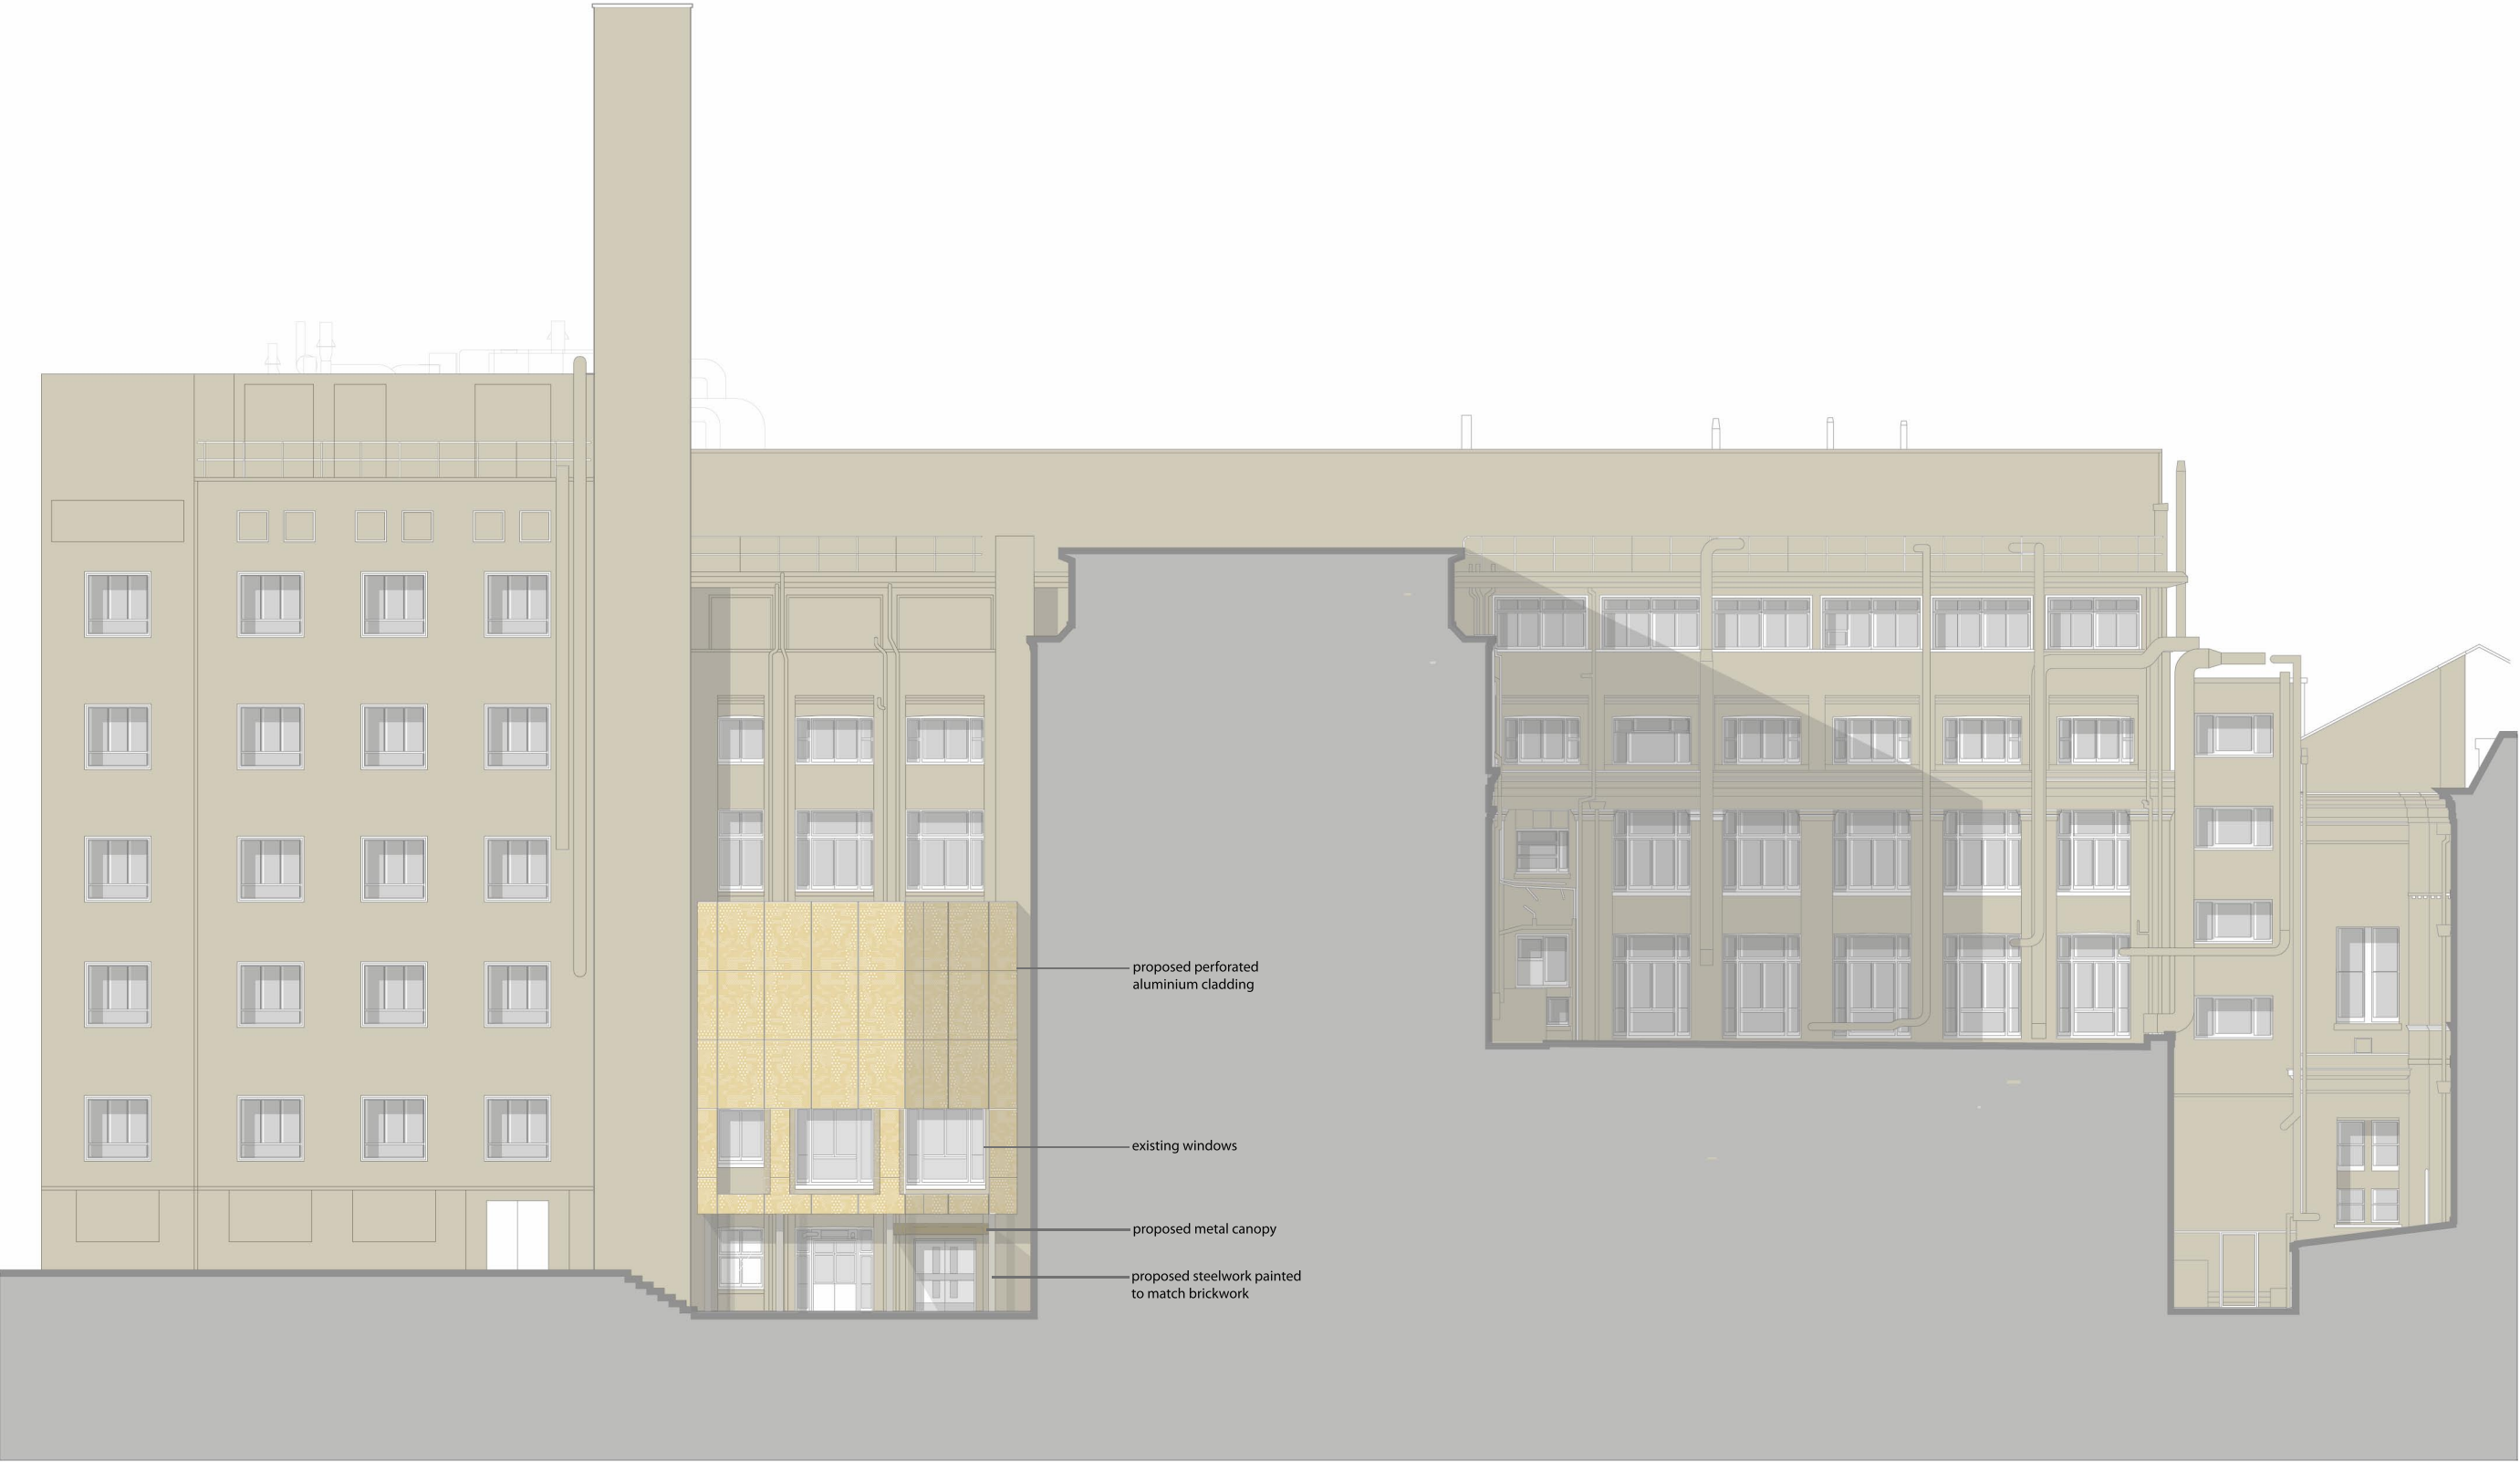 proposed perforated
aluminium cladding
existing windows
proposed metal canopy
proposed steelwork painted
to match brickwork